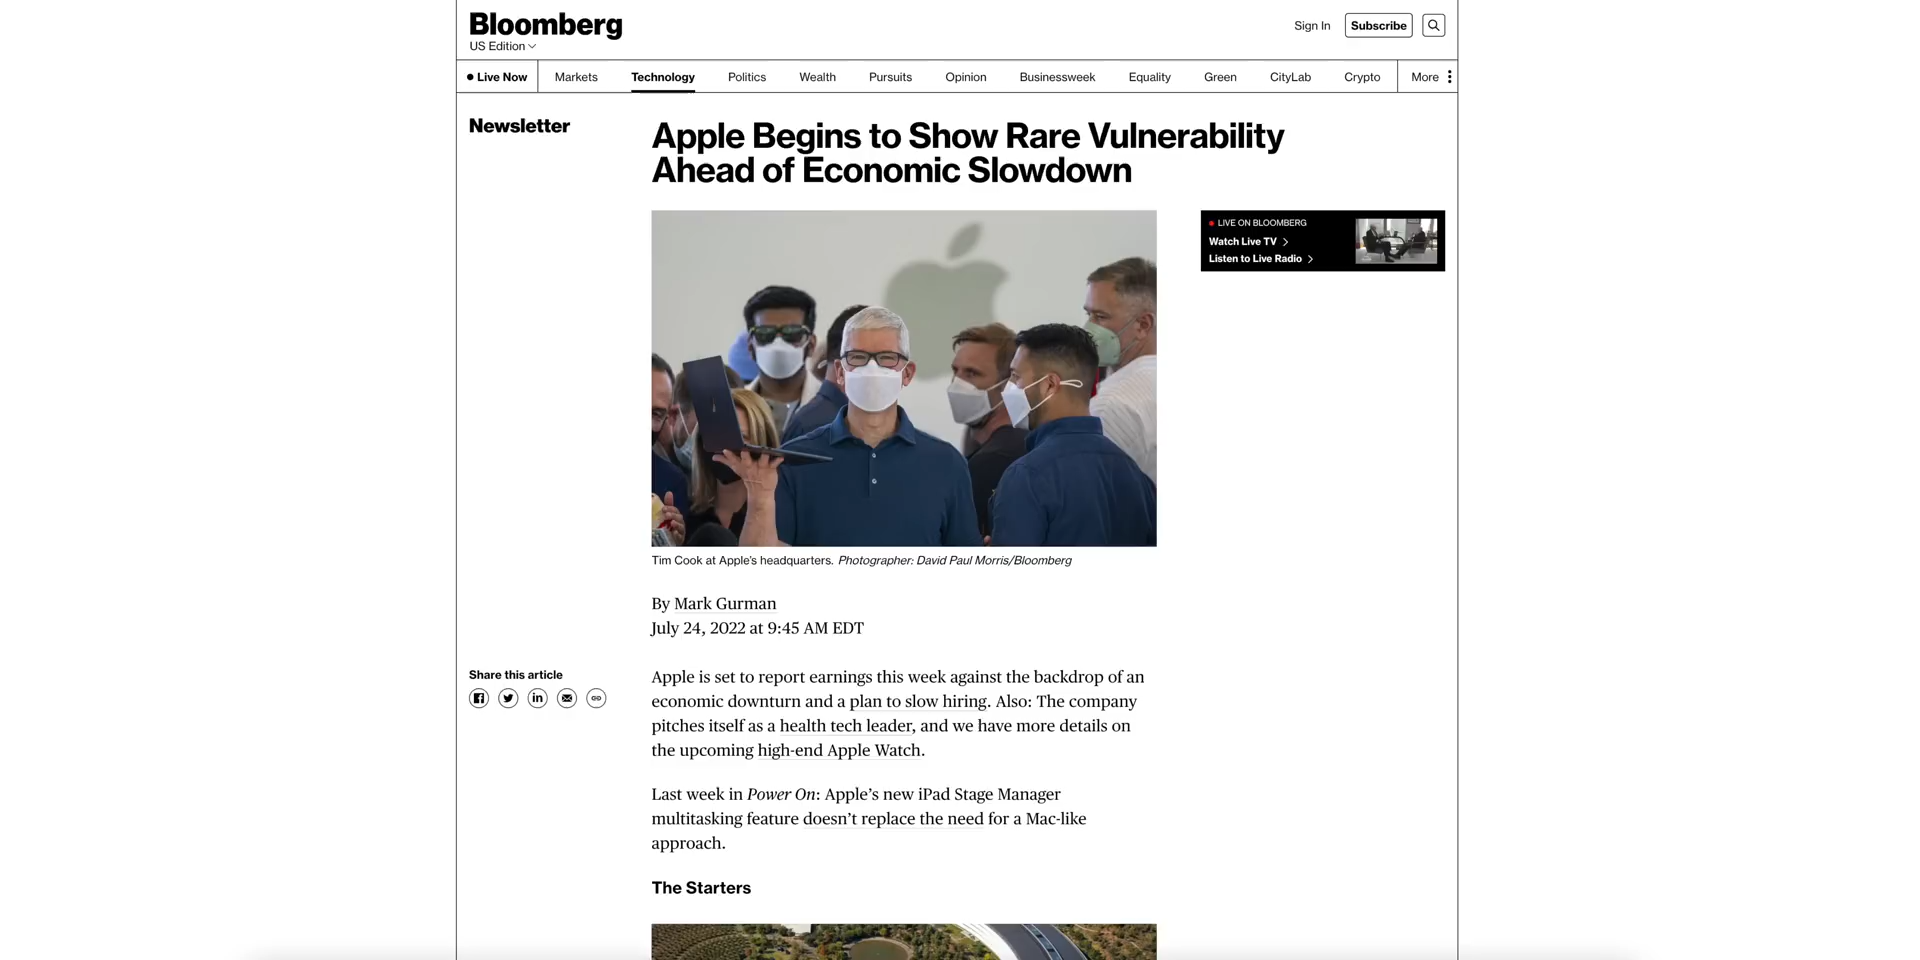 Bloomberg
US Edition
Sign In
Subscribe
Live Now
Markets
Technology
Politics
Wealth
Pursuits
Opinion
Businessweek
Equality
Green
CityLab
Crypto
More
Newsletter
Apple Begins to Show Rare Vulnerability
Ahead of Economic Slowdown
LIVE ON BLOOMBERG
Watch Live TV
Listen to Live Radio
Tim Cook at Apple's headquarters. Photographer: David Paul Morris/Bloomberg
By Mark Gurman
July 24, 2022 at 9:45 AM EDT
Share this article
Apple is set to report earnings this week against the backdrop of an
economic downturn and a plan to slow hiring. Also: The company
pitches itself as a health tech leader, and we have more details on
the upcoming high-end Apple Watch.
Last week in Power On: Apple’s new iPad Stage Manager
multitasking feature doesn’t replace the need for a Mac-like
approach.
The Starters